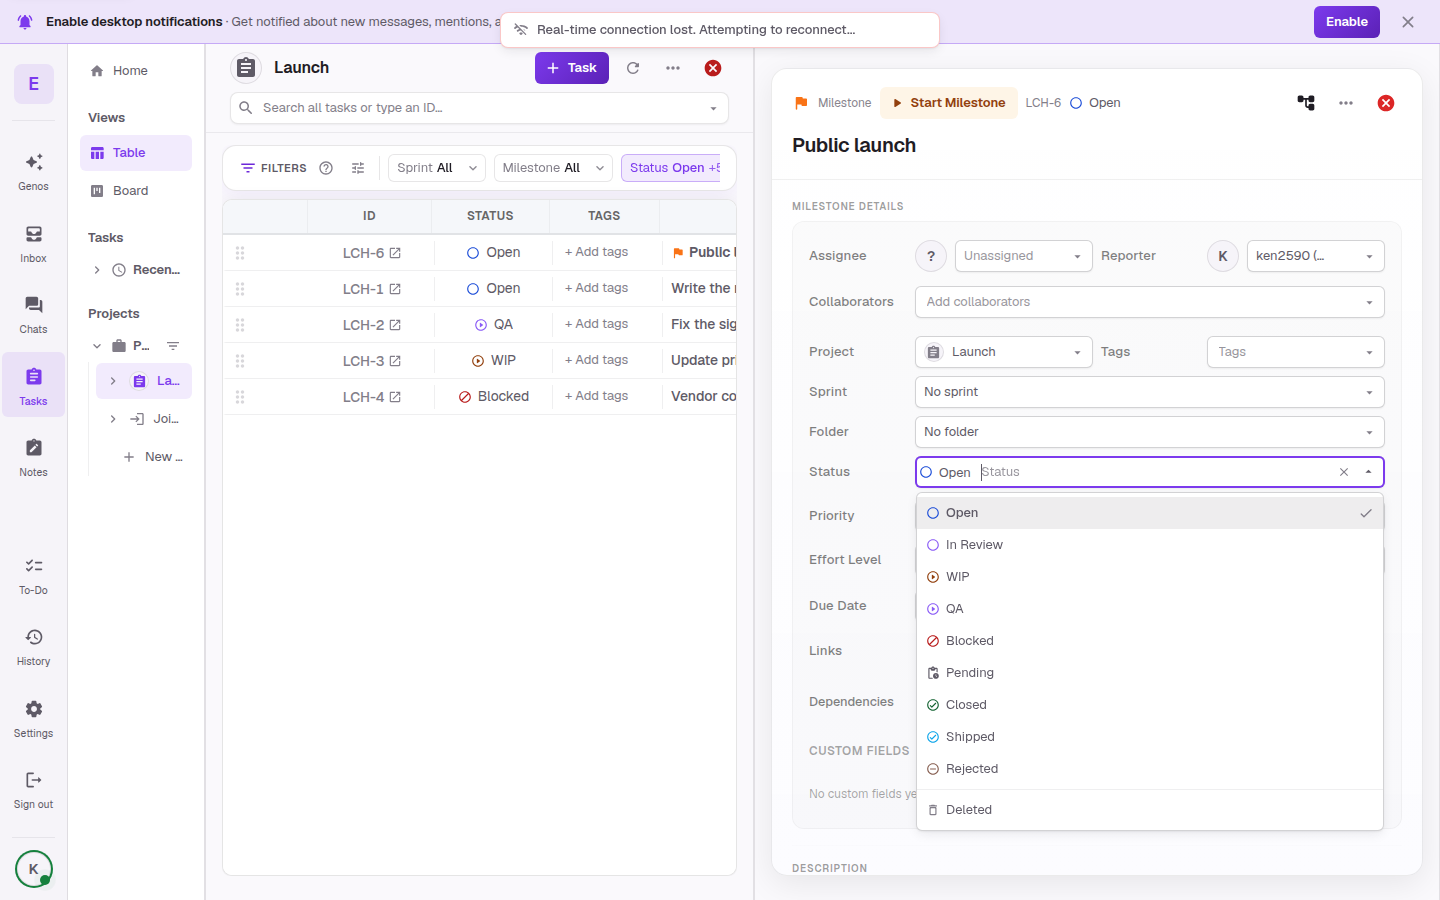 Enable desktop notifications · Get notified about new messages, mentions, a
Real-time connection lost. Attempting to reconnect...
Enable
E
Genos
Inbox
Chats
Tasks
Notes
To-Do
History
Settings
Sign out
K
Home
Views
Table
Board
Tasks
Recen...
Projects
P...
La...
Joi...
New ...
Launch
Task
Search all tasks or type an ID...
FILTERS
Sprint All
Milestone All
Status Open +5
ID STATUS TAGS
LCH-6 Open + Add tags Public l
LCH-1 Open + Add tags Write the
LCH-2 QA + Add tags Fix the sig
LCH-3 WIP + Add tags Update pr
LCH-4 Blocked + Add tags Vendor co
Milestone Start Milestone LCH-6 Open
Public launch
MILESTONE DETAILS
Assignee ? Unassigned Reporter K ken2590 (...
Collaborators Add collaborators
Project Launch Tags Tags
Sprint No sprint
Folder No folder
Status Open Status
Open
Priority
In Review
Effort Level
WIP
Due Date
QA
Blocked
Links
Pending
Dependencies
Closed
Shipped
CUSTOM FIELDS
Rejected
No custom fields ye
Deleted
DESCRIPTION